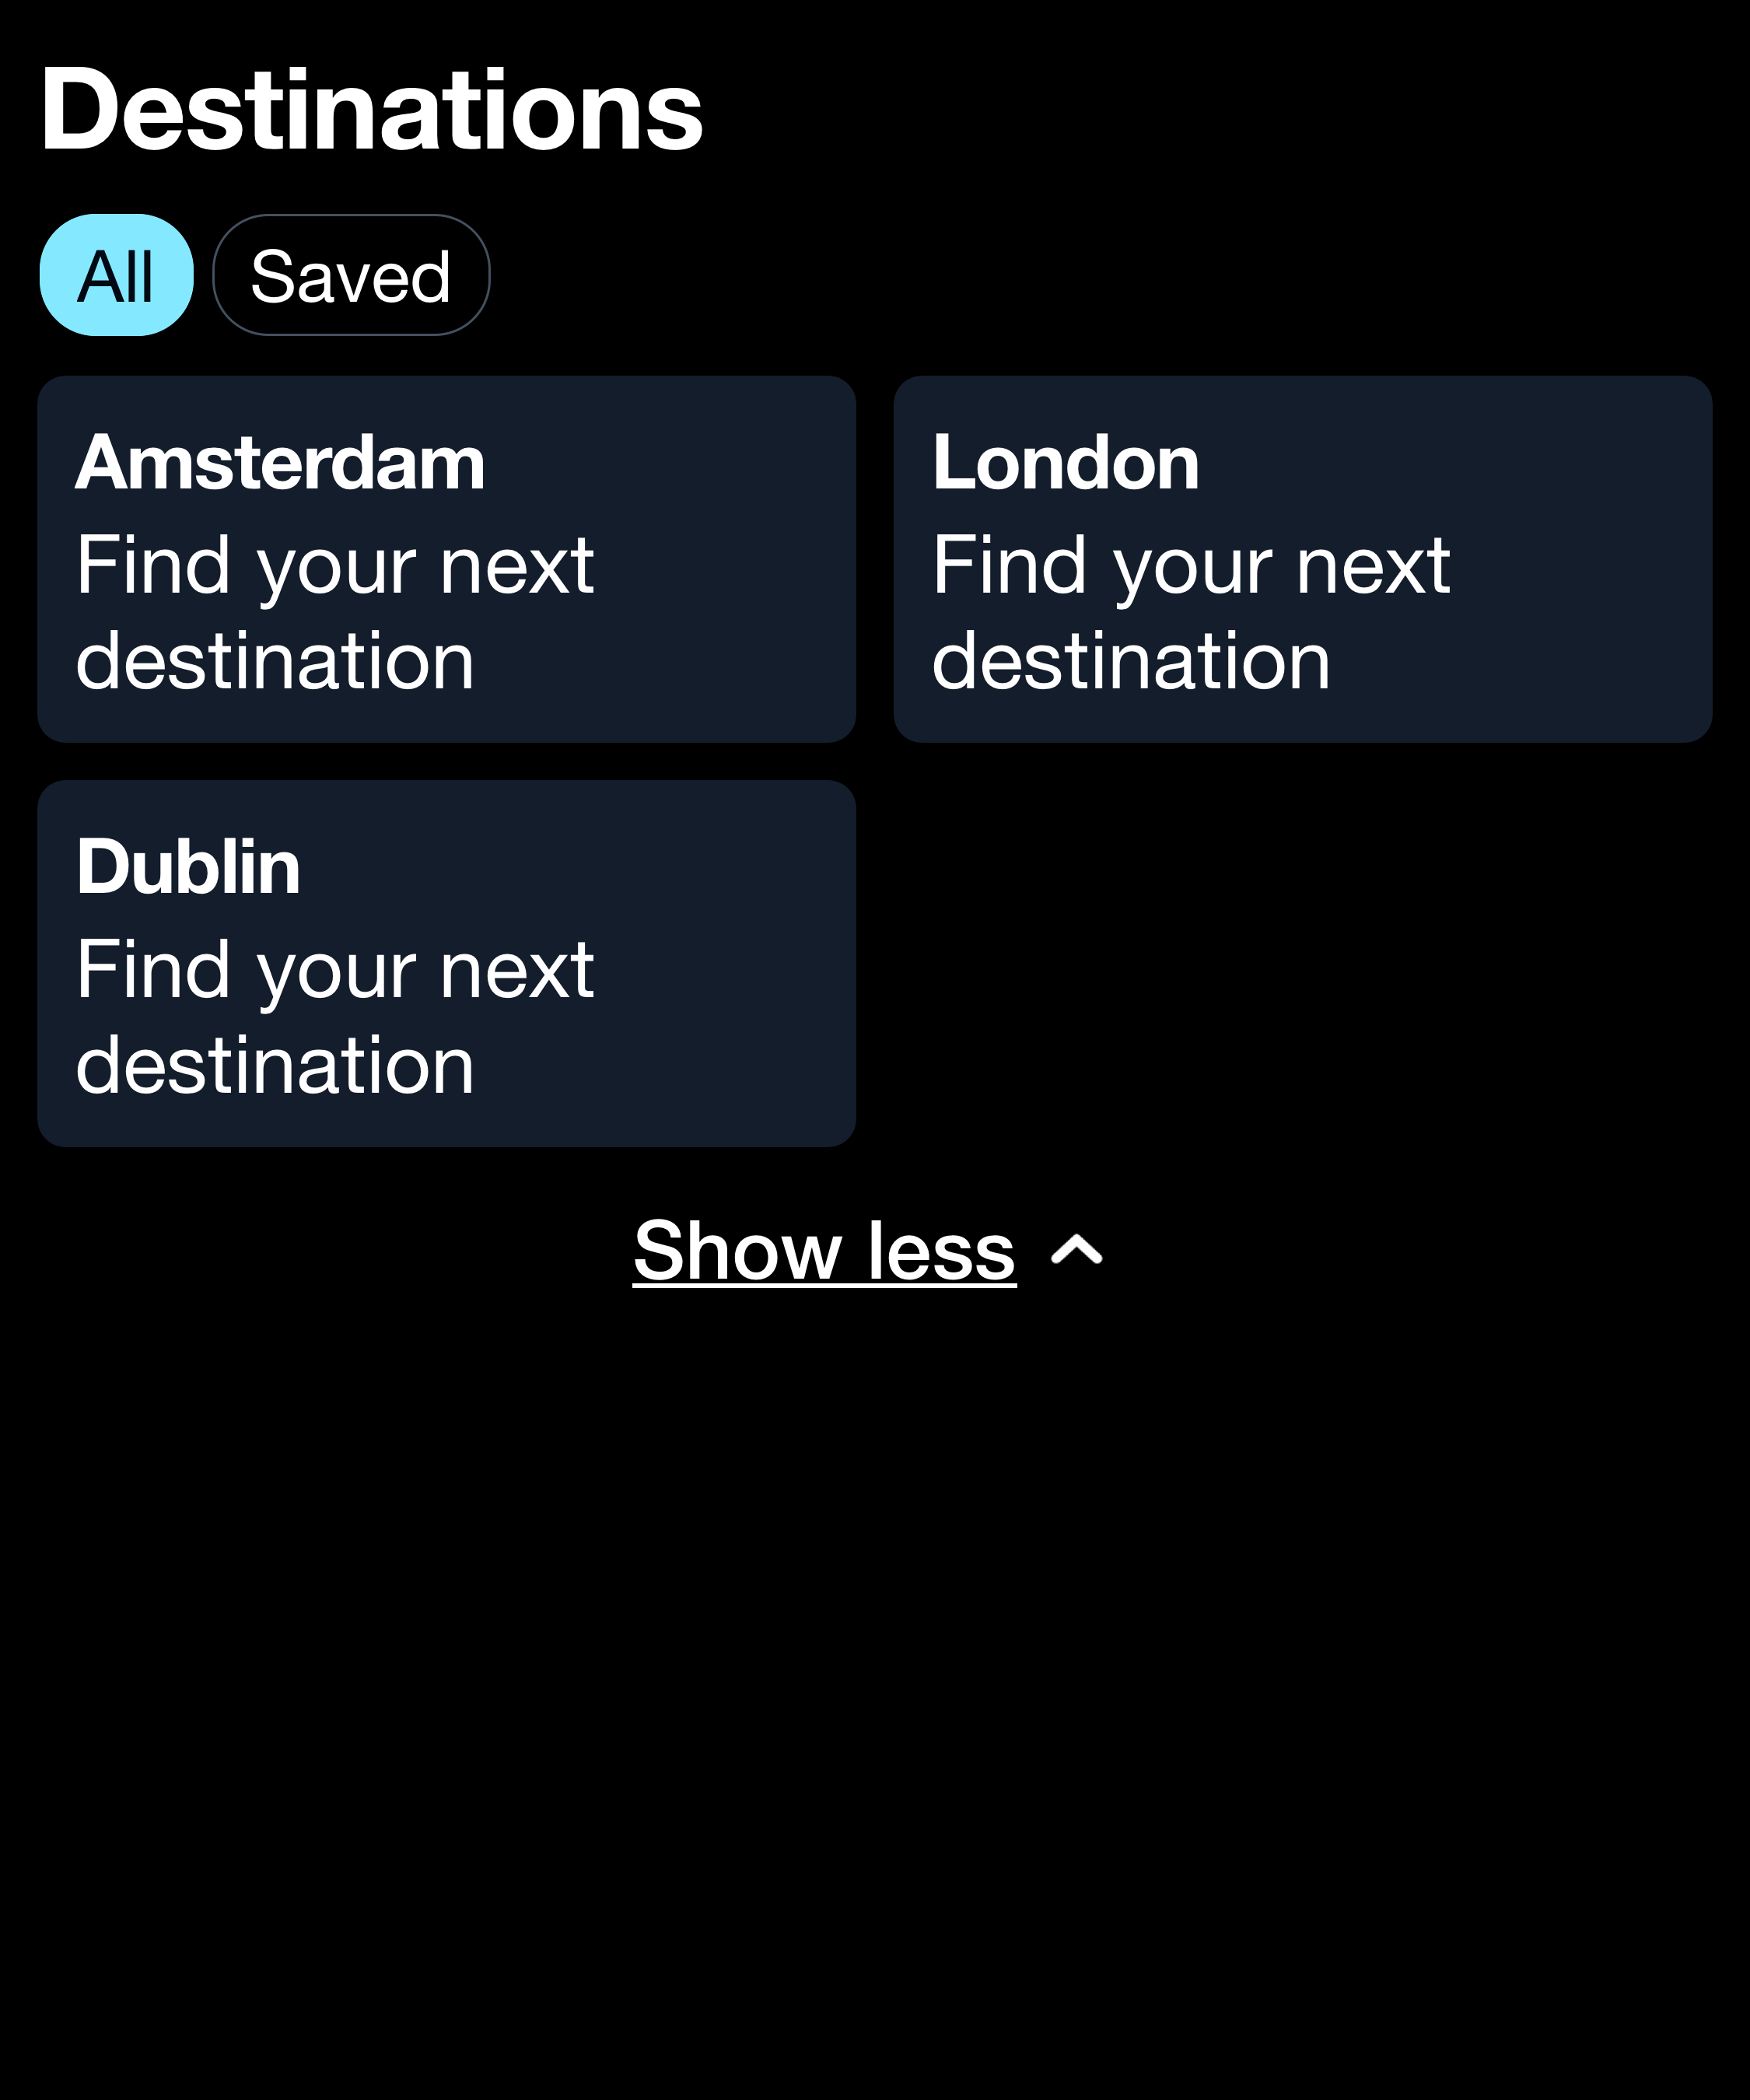 Destinations
All
Saved
Amsterdam
Find your next
destination
London
Find your next
destination
Dublin
Find your next
destination
Show less